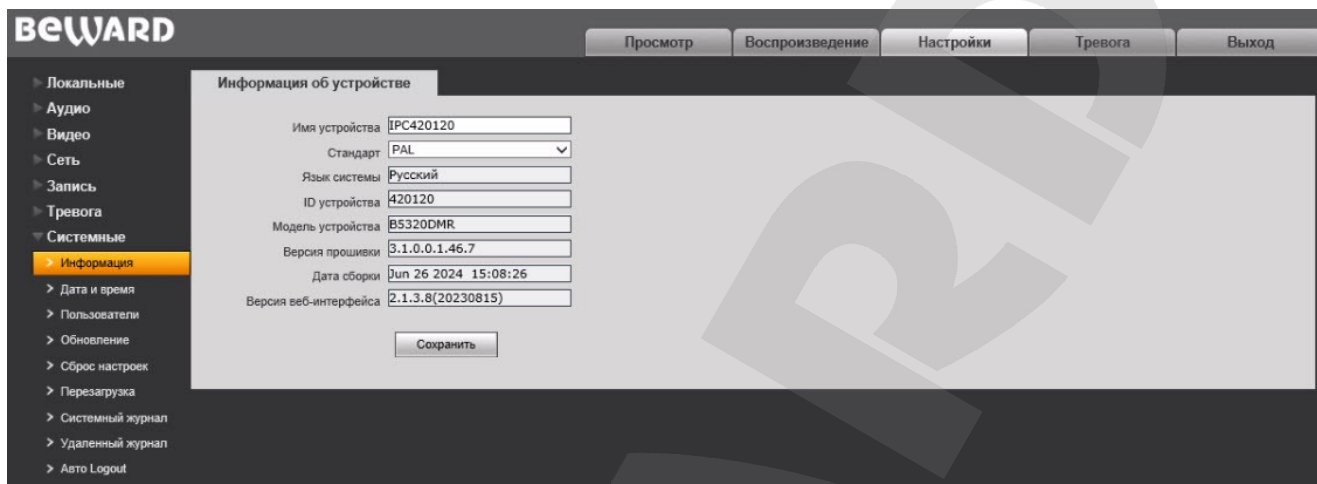 BEWARD
Просмотр Воспроизведение Настройки Тревога Выход
Локальные
Аудио
Видео
Сеть
Запись
Тревога
Системные
Информация
Дата и время
Пользователи
Обновление
Сброс настроек
Перезагрузка
Системный журнал
Удаленный журнал
Авто Logout
Информация об устройстве
Имя устройства IPC420120
Стандарт PAL
Язык системы Русский
ID устройства 420120
Модель устройства B5320DMR
Версия прошивки 3.1.0.0.1.46.7
Дата сборки Jun 26 2024 15:08:26
Версия веб-интерфейса 2.1.3.8(20230815)
Сохранить